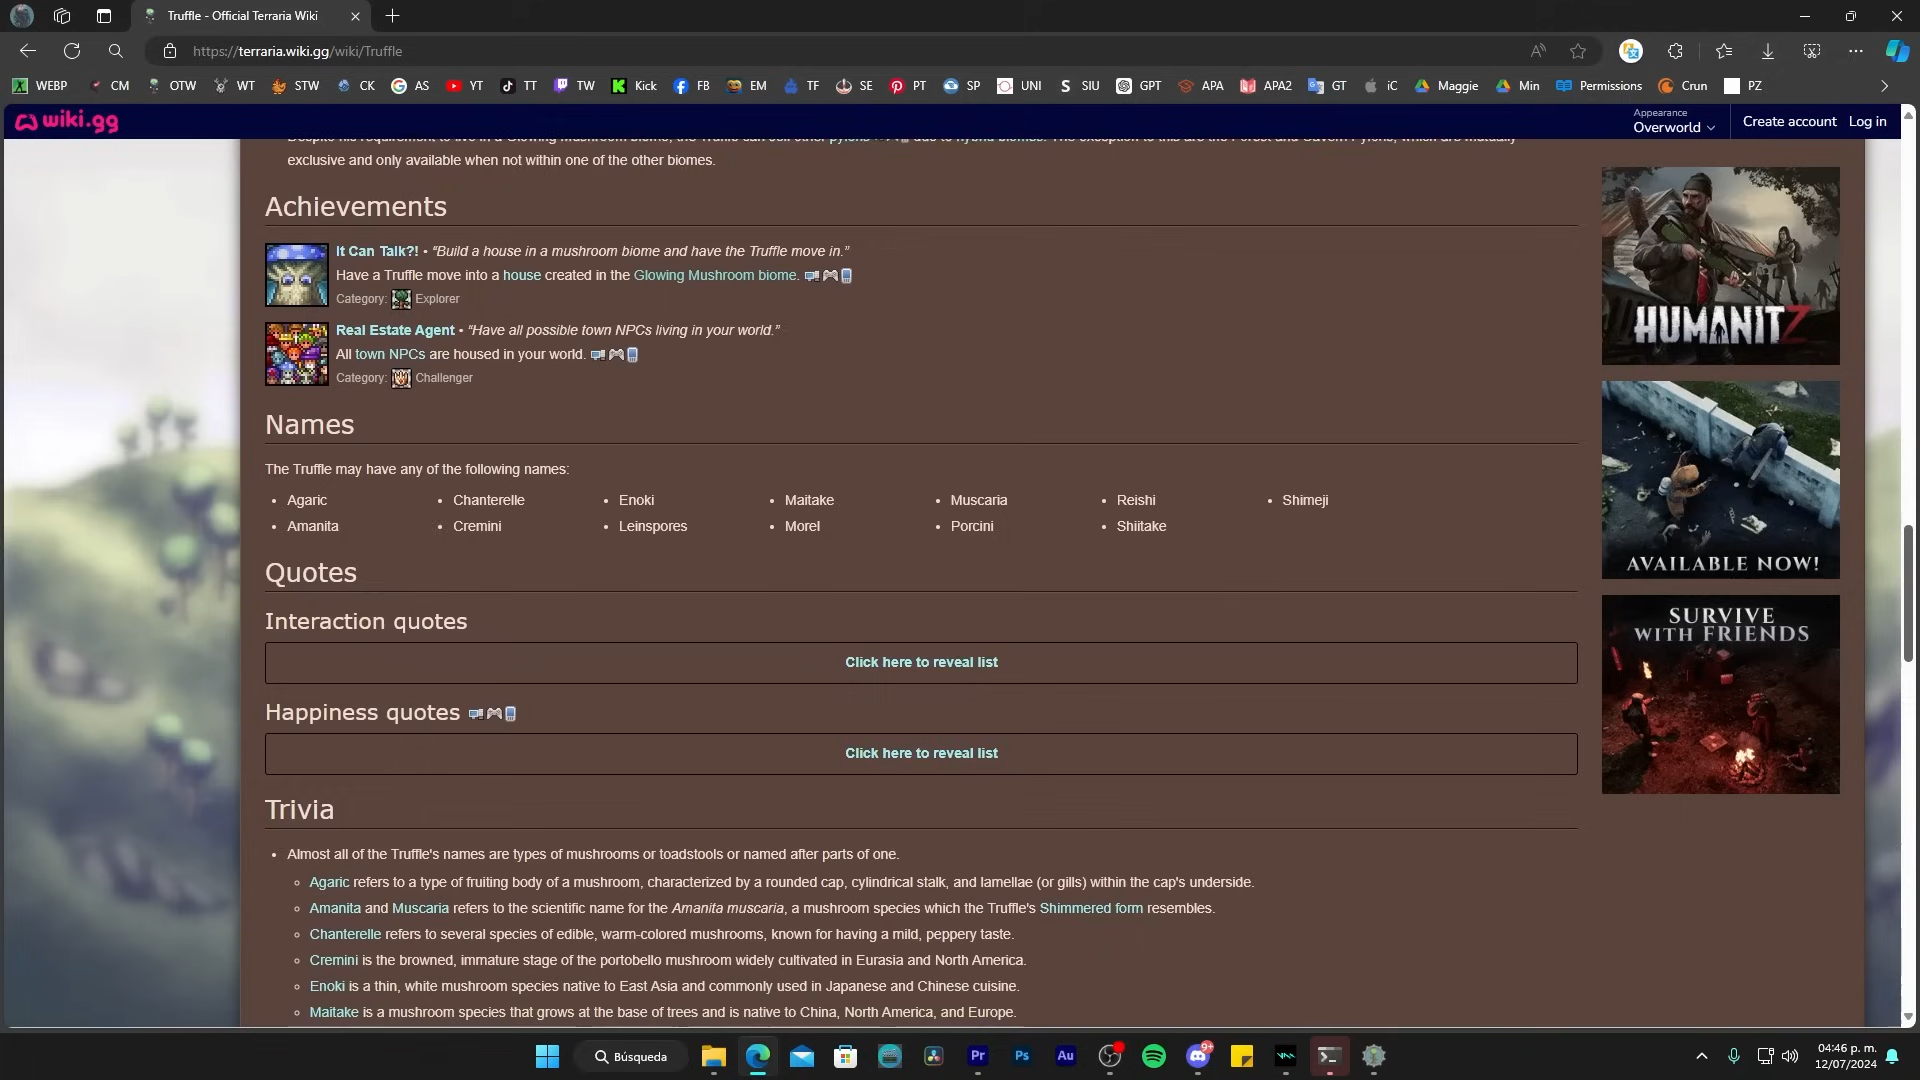 Truffle - Official Terraria Wiki
https://terraria.wiki.gg/wiki/Truffle
WEBP CM OTW WT STW CK AS YT TT TW Kick FB EM TF SE PT SP UNI SIU GPT APA APA2 GT iC Maggie Min Permissions Crun PZ
wiki.gg
Appearance
Overworld
Create account Log in
exclusive and only available when not within one of the other biomes.
Achievements
It Can Talk?! • “Build a house in a mushroom biome and have the Truffle move in.”
Have a Truffle move into a house created in the Glowing Mushroom biome.
Category: Explorer
Real Estate Agent • “Have all possible town NPCs living in your world.”
All town NPCs are housed in your world.
Category: Challenger
HUMANITZ
Names
The Truffle may have any of the following names:
• Agaric • Chanterelle • Enoki • Maitake • Muscaria • Reishi • Shimeji
• Amanita • Cremini • Leinspores • Morel • Porcini • Shiitake
AVAILABLE NOW!
Quotes
Interaction quotes
Click here to reveal list
SURVIVE
WITH FRIENDS
Happiness quotes
Click here to reveal list
Trivia
• Almost all of the Truffle's names are types of mushrooms or toadstools or named after parts of one.
Agaric refers to a type of fruiting body of a mushroom, characterized by a rounded cap, cylindrical stalk, and lamellae (or gills) within the cap's underside.
Amanita and Muscaria refers to the scientific name for the Amanita muscaria, a mushroom species which the Truffle's Shimmered form resembles.
Chanterelle refers to several species of edible, warm-colored mushrooms, known for having a mild, peppery taste.
Cremini is the browned, immature stage of the portobello mushroom widely cultivated in Eurasia and North America.
Enoki is a thin, white mushroom species native to East Asia and commonly used in Japanese and Chinese cuisine.
Maitake is a mushroom species that grows at the base of trees and is native to China, North America, and Europe.
Búsqueda
Pr Ps Au
9+
04:46 p. m.
12/07/2024